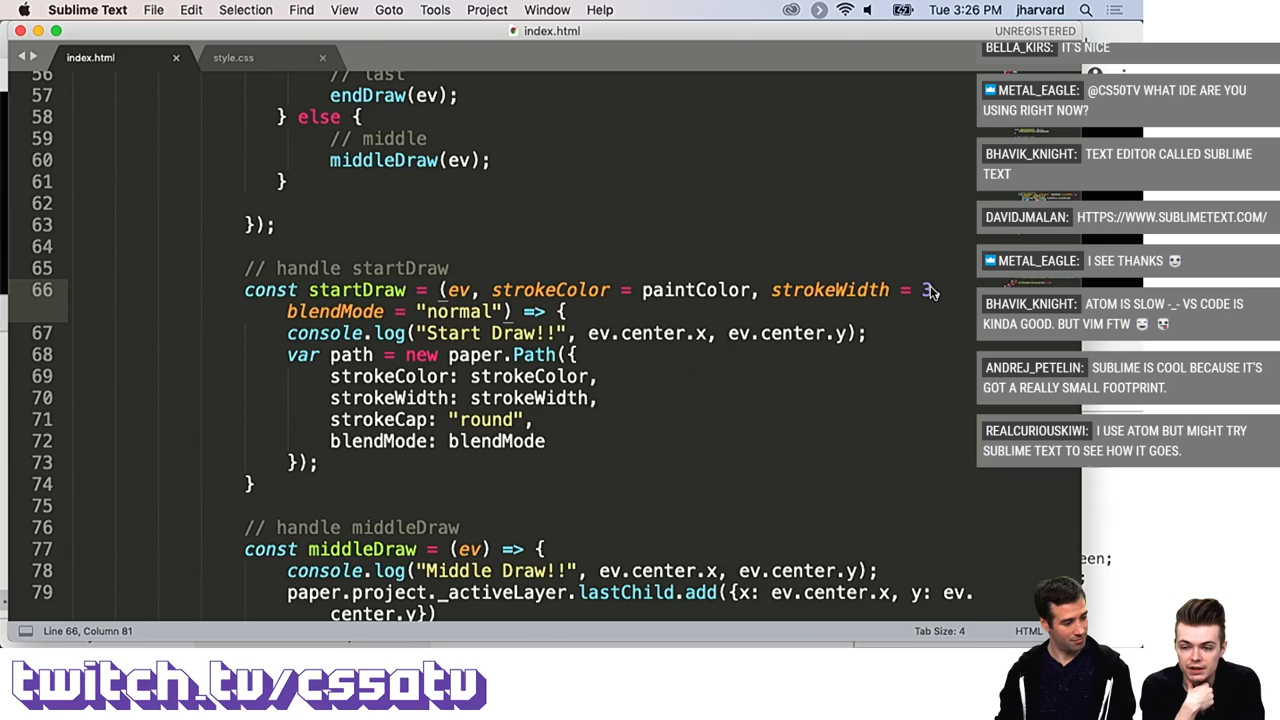 Sublime Text File Edit Selection Find View Goto Tools Project Window Help Tue 3:26 PM jharvard
index.html UNREGISTERED
index.html × style.css ×
56 // last
57 endDraw(ev);
58 } else {
59 // middle
60 middleDraw(ev);
61 }
62
63 });
64
65 // handle startDraw
66 const startDraw = (ev, strokeColor = paintColor, strokeWidth = 3,
blendMode = "normal") => {
67 console.log("Start Draw!!", ev.center.x, ev.center.y);
68 var path = new paper.Path({
69 strokeColor: strokeColor,
70 strokeWidth: strokeWidth,
71 strokeCap: "round",
72 blendMode: blendMode
73 });
74 }
75
76 // handle middleDraw
77 const middleDraw = (ev) => {
78 console.log("Middle Draw!!", ev.center.x, ev.center.y);
79 paper.project._activeLayer.lastChild.add({x: ev.center.x, y: ev.
center.y})
Line 66, Column 81 Tab Size: 4 HTML
BELLA_KIRS: IT'S NICE
METAL_EAGLE: @CS50TV WHAT IDE ARE YOU
USING RIGHT NOW?
BHAVIK_KNIGHT: TEXT EDITOR CALLED SUBLIME
TEXT
DAVIDJMALAN: HTTPS://WWW.SUBLIMETEXT.COM/
METAL_EAGLE: I SEE THANKS
BHAVIK_KNIGHT: ATOM IS SLOW -_- VS CODE IS
KINDA GOOD. BUT VIM FTW
ANDREJ_PETELIN: SUBLIME IS COOL BECAUSE IT'S
GOT A REALLY SMALL FOOTPRINT.
REALCURIOUSKIWI: I USE ATOM BUT MIGHT TRY
SUBLIME TEXT TO SEE HOW IT GOES.
een;
twitch.tv/cs50tv